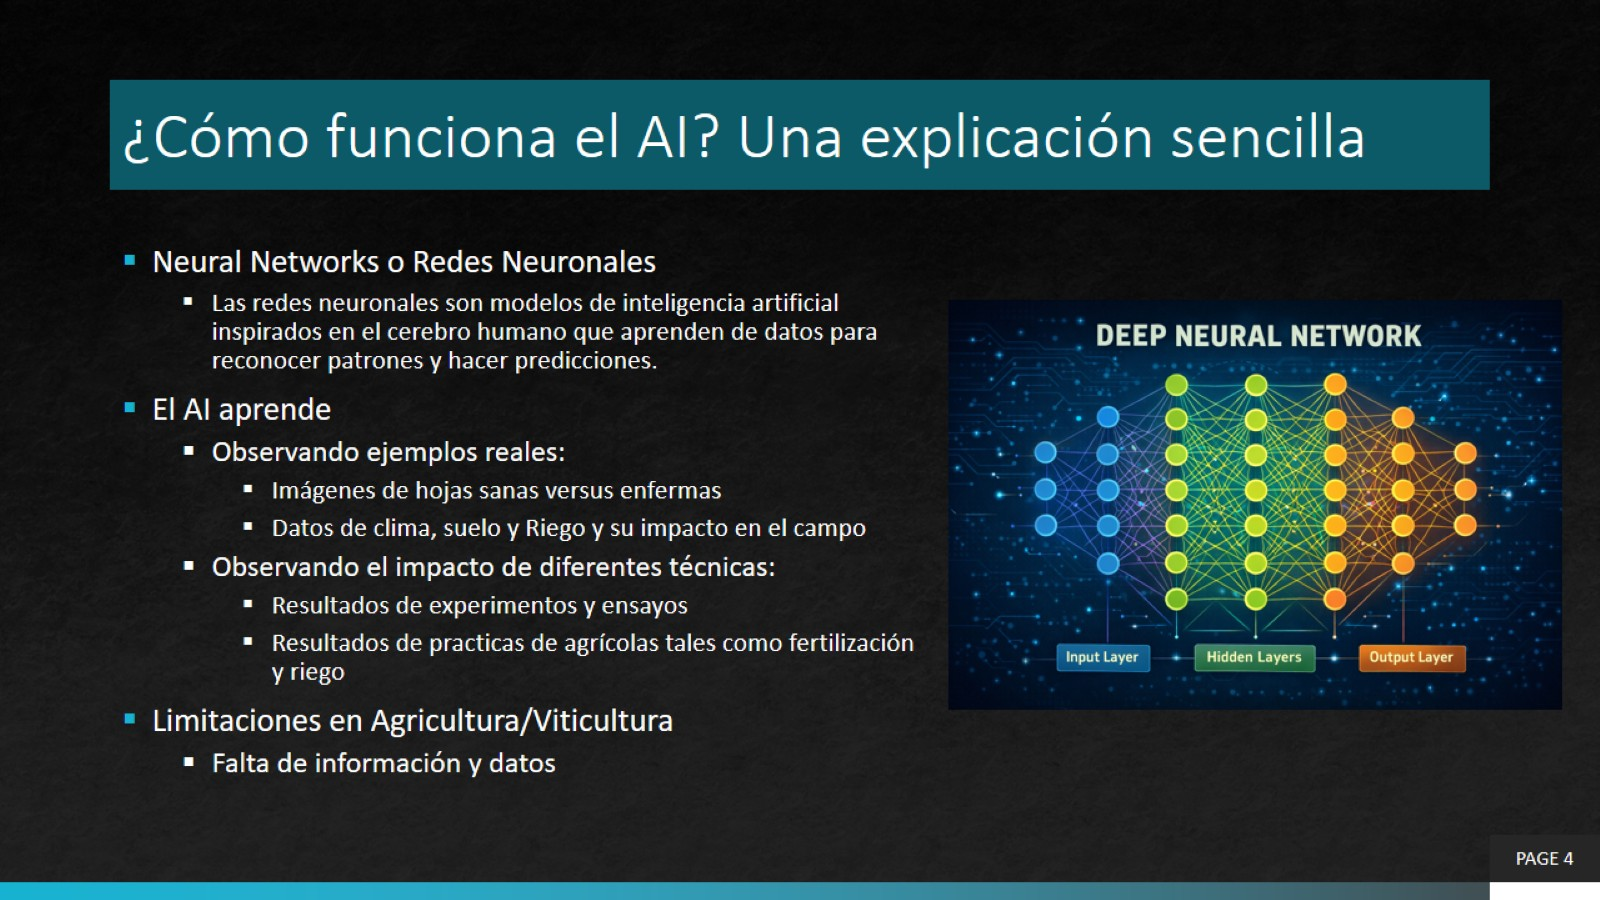 ¿Cómo funciona el AI? Una explicación sencilla
Neural Networks o Redes Neuronales
Las redes neuronales son modelos de inteligencia artificial
inspirados en el cerebro humano que aprenden de datos para
reconocer patrones y hacer predicciones.
El AI aprende
Observando ejemplos reales:
Imágenes de hojas sanas versus enfermas
Datos de clima, suelo y Riego y su impacto en el campo
Observando el impacto de diferentes técnicas:
Resultados de experimentos y ensayos
Resultados de practicas de agrícolas tales como fertilización
y riego
Limitaciones en Agricultura/Viticultura
Falta de información y datos
DEEP NEURAL NETWORK
Input Layer
Hidden Layers
Output Layer
PAGE 4